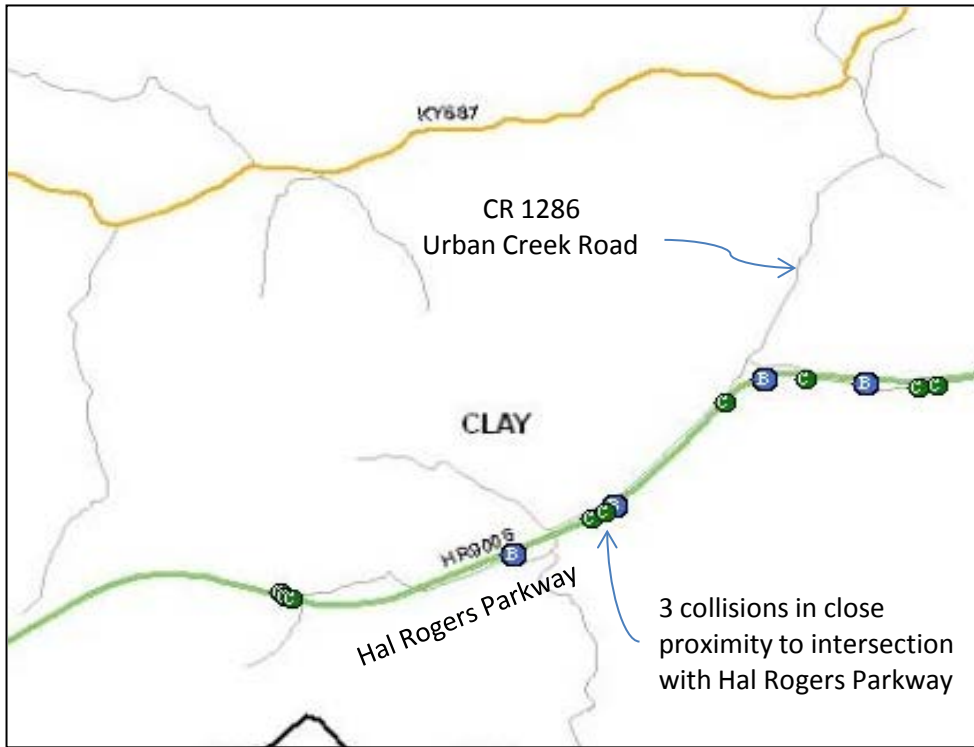 KY687
CR 1286
Urban Creek Road
B
C
B
C
C
C
CLAY
B
C
C
B
HR9006
C
Hal Rogers Parkway
3 collisions in close
proximity to intersection
with Hal Rogers Parkway